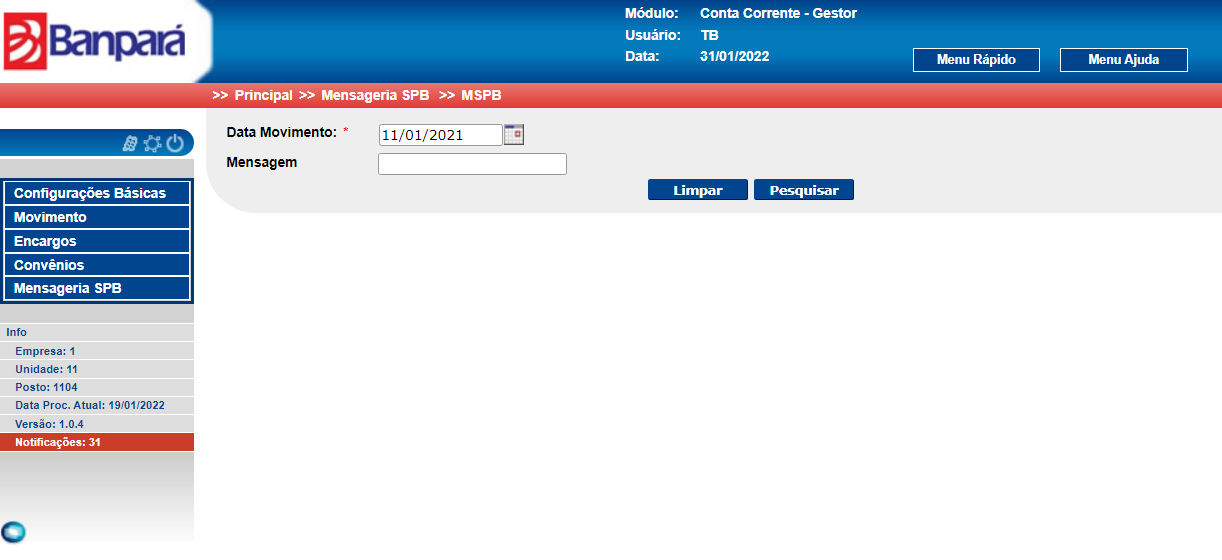 Banpará
Módulo: Conta Corrente - Gestor
Usuário: TB
Data: 31/01/2022
Menu Rápido Menu Ajuda
>> Principal >> Mensageria SPB >> MSPB
Data Movimento: * 11/01/2021
Mensagem
Limpar Pesquisar
Configurações Básicas
Movimento
Encargos
Convênios
Mensageria SPB
Info
Empresa: 1
Unidade: 11
Posto: 1104
Data Proc. Atual: 19/01/2022
Versão: 1.0.4
Notificações: 31